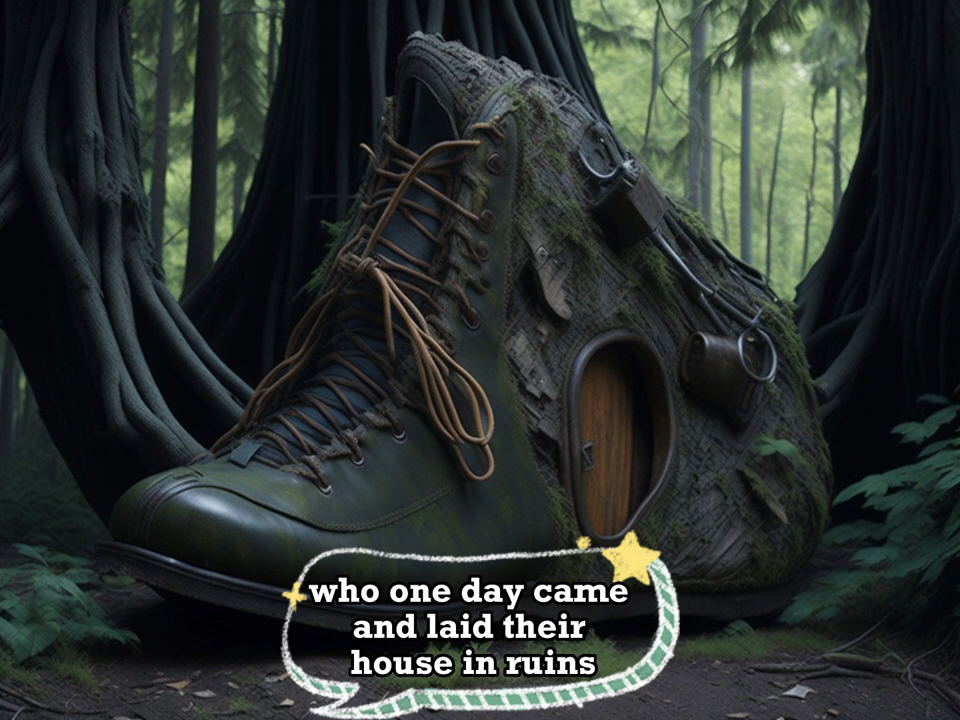 who one day came
and laid their
house in ruins